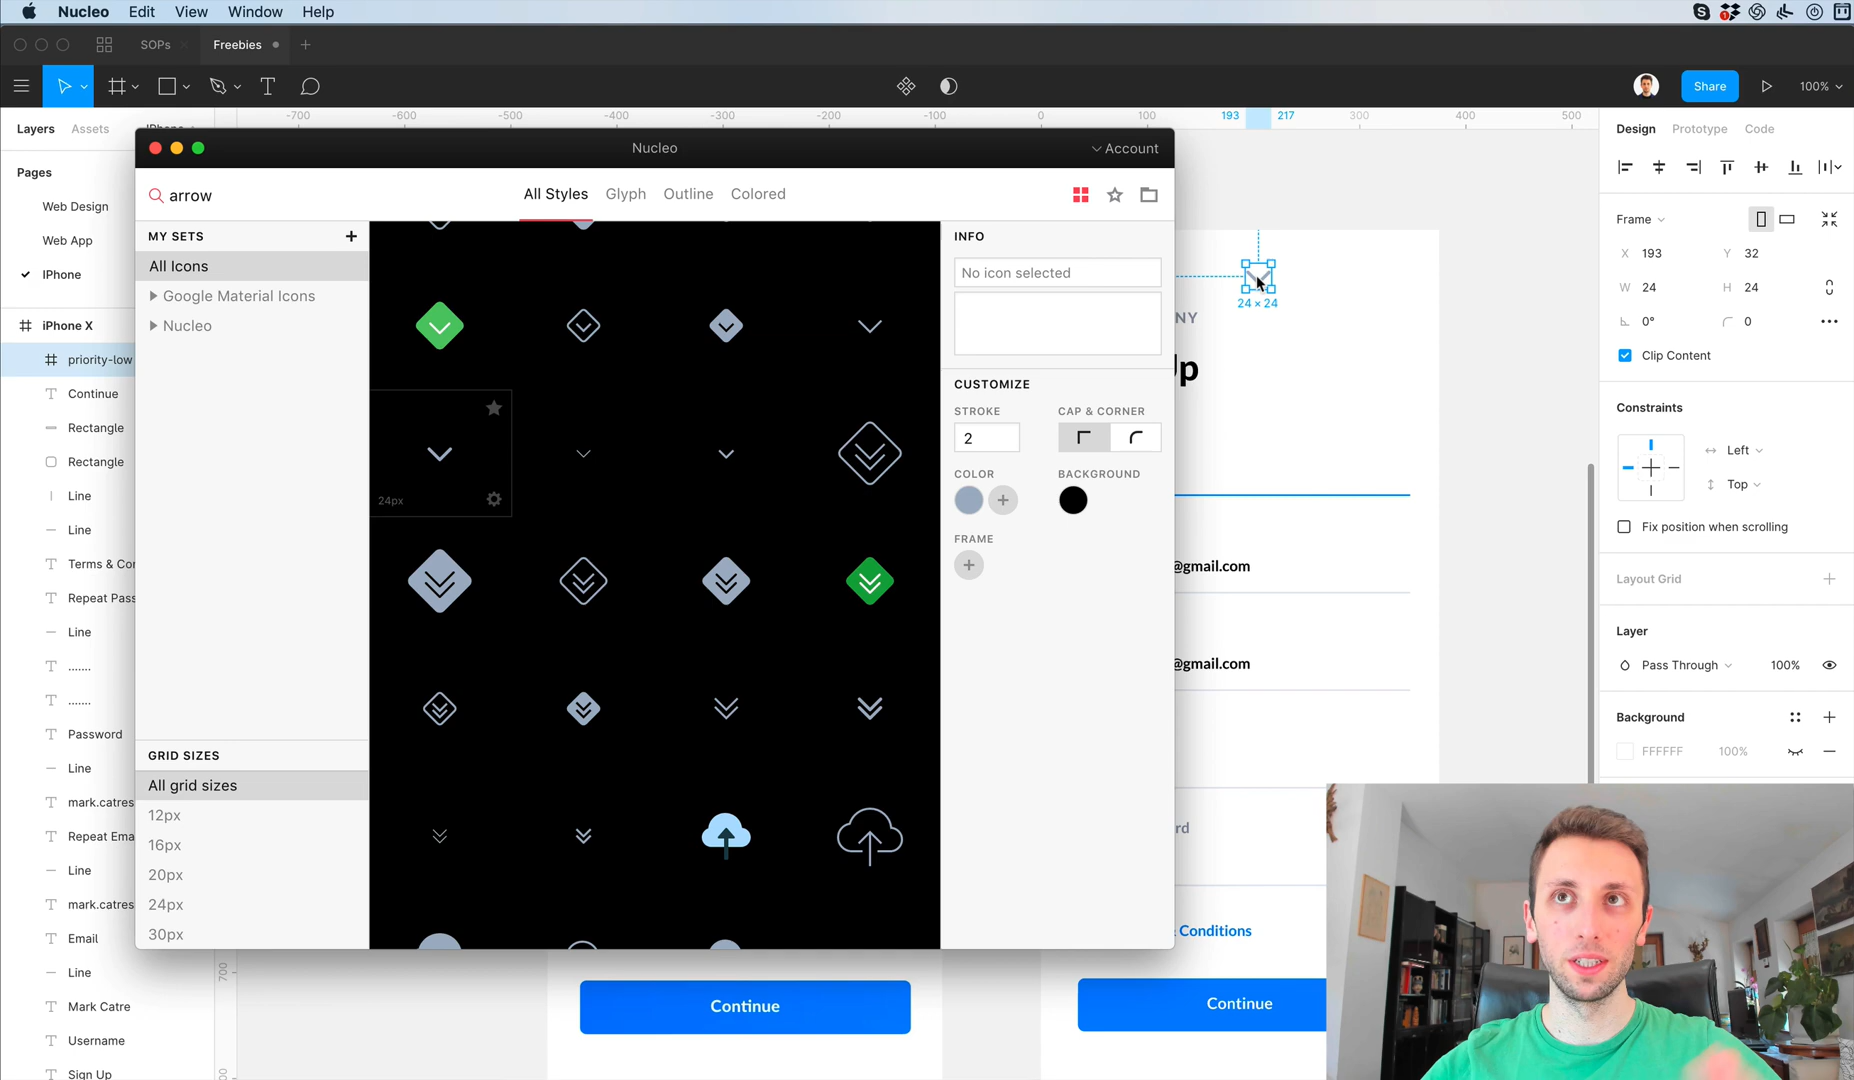 Nucleo Edit View Window Help
1
SOPs Freebies
Share 100%
Layers Assets
-700 -600 -500 -400 -300 -200 -100 0 100 193 217 300 400 500
Design Prototype Code
Nucleo
Account
Pages
Web Design
Web App
IPhone
iPhone X
priority-low
Continue
Rectangle
Rectangle
Line
Line
Terms & Cor
Repeat Pass
Line
.......
.......
Password
Line
mark.catres
Repeat Ema
Line
mark.catres
Email
Line
Mark Catre
Username
Sign Up
arrow
All Styles Glyph Outline Colored
MY SETS
All Icons
Google Material Icons
Nucleo
24px
GRID SIZES
All grid sizes
12px
16px
20px
24px
30px
INFO
No icon selected
CUSTOMIZE
STROKE
2
CAP & CORNER
COLOR
BACKGROUND
FRAME
24 × 24
NY
Up
@gmail.com
@gmail.com
rd
Conditions
Continue
Continue
700
Frame
X 193 Y 32
W 24 H 24
0° 0
Clip Content
Constraints
Left
Top
Fix position when scrolling
Layout Grid
Layer
Pass Through 100%
Background
FFFFFF 100%